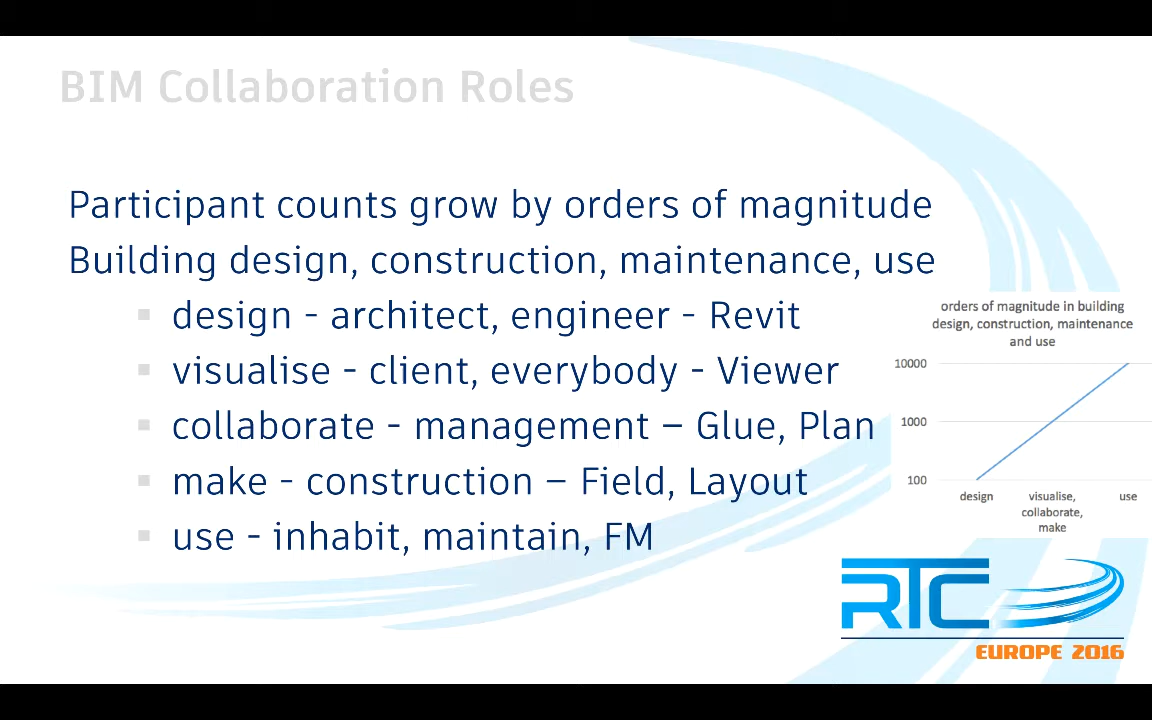 BIM Collaboration Roles
Participant counts grow by orders of magnitude
Building design, construction, maintenance, use
design - architect, engineer - Revit
visualise - client, everybody - Viewer
collaborate - management – Glue, Plan
make - construction – Field, Layout
use - inhabit, maintain, FM
orders of magnitude in building
design, construction, maintenance
and use
10000
1000
100
design
visualise,
collaborate,
make
use
RTC
EUROPE 2016